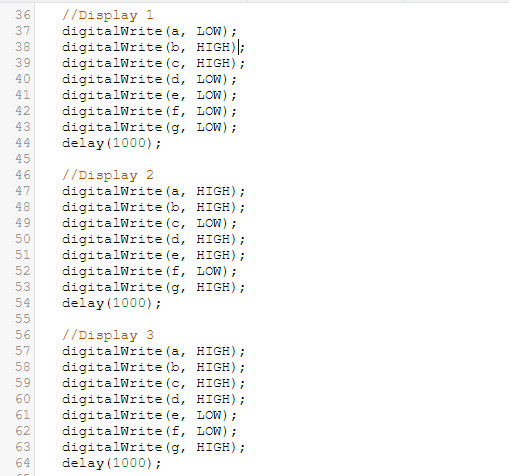 36 //Display 1
37 digitalWrite(a, LOW);
38 digitalWrite(b, HIGH);
39 digitalWrite(c, HIGH);
40 digitalWrite(d, LOW);
41 digitalWrite(e, LOW);
42 digitalWrite(f, LOW);
43 digitalWrite(g, LOW);
44 delay(1000);
45
46 //Display 2
47 digitalWrite(a, HIGH);
48 digitalWrite(b, HIGH);
49 digitalWrite(c, LOW);
50 digitalWrite(d, HIGH);
51 digitalWrite(e, HIGH);
52 digitalWrite(f, LOW);
53 digitalWrite(g, HIGH);
54 delay(1000);
55
56 //Display 3
57 digitalWrite(a, HIGH);
58 digitalWrite(b, HIGH);
59 digitalWrite(c, HIGH);
60 digitalWrite(d, HIGH);
61 digitalWrite(e, LOW);
62 digitalWrite(f, LOW);
63 digitalWrite(g, HIGH);
64 delay(1000);